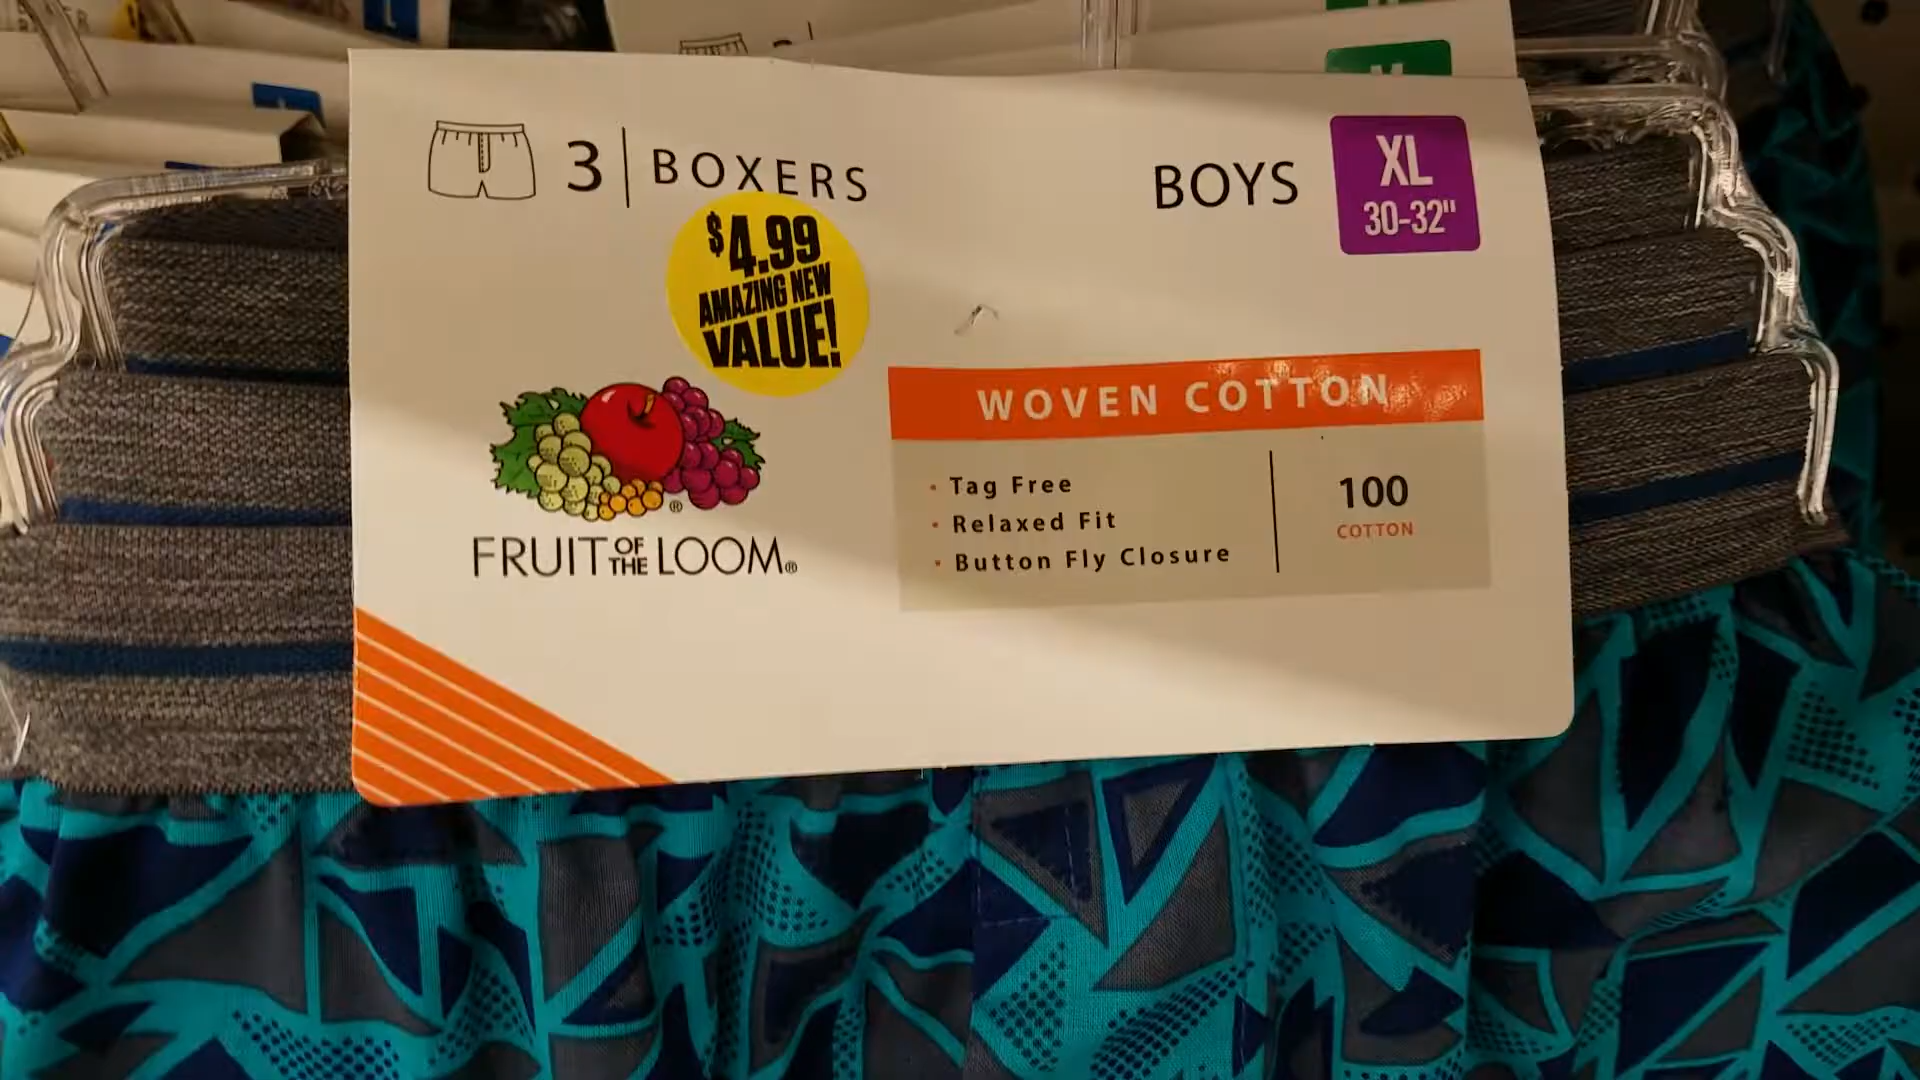 3 | BOXERS
BOYS
XL
30-32"
$4.99
AMAZING NEW
VALUE!
FRUIT OF THE LOOM®
WOVEN COTTON
• Tag Free
• Relaxed Fit
• Button Fly Closure
100
COTTON